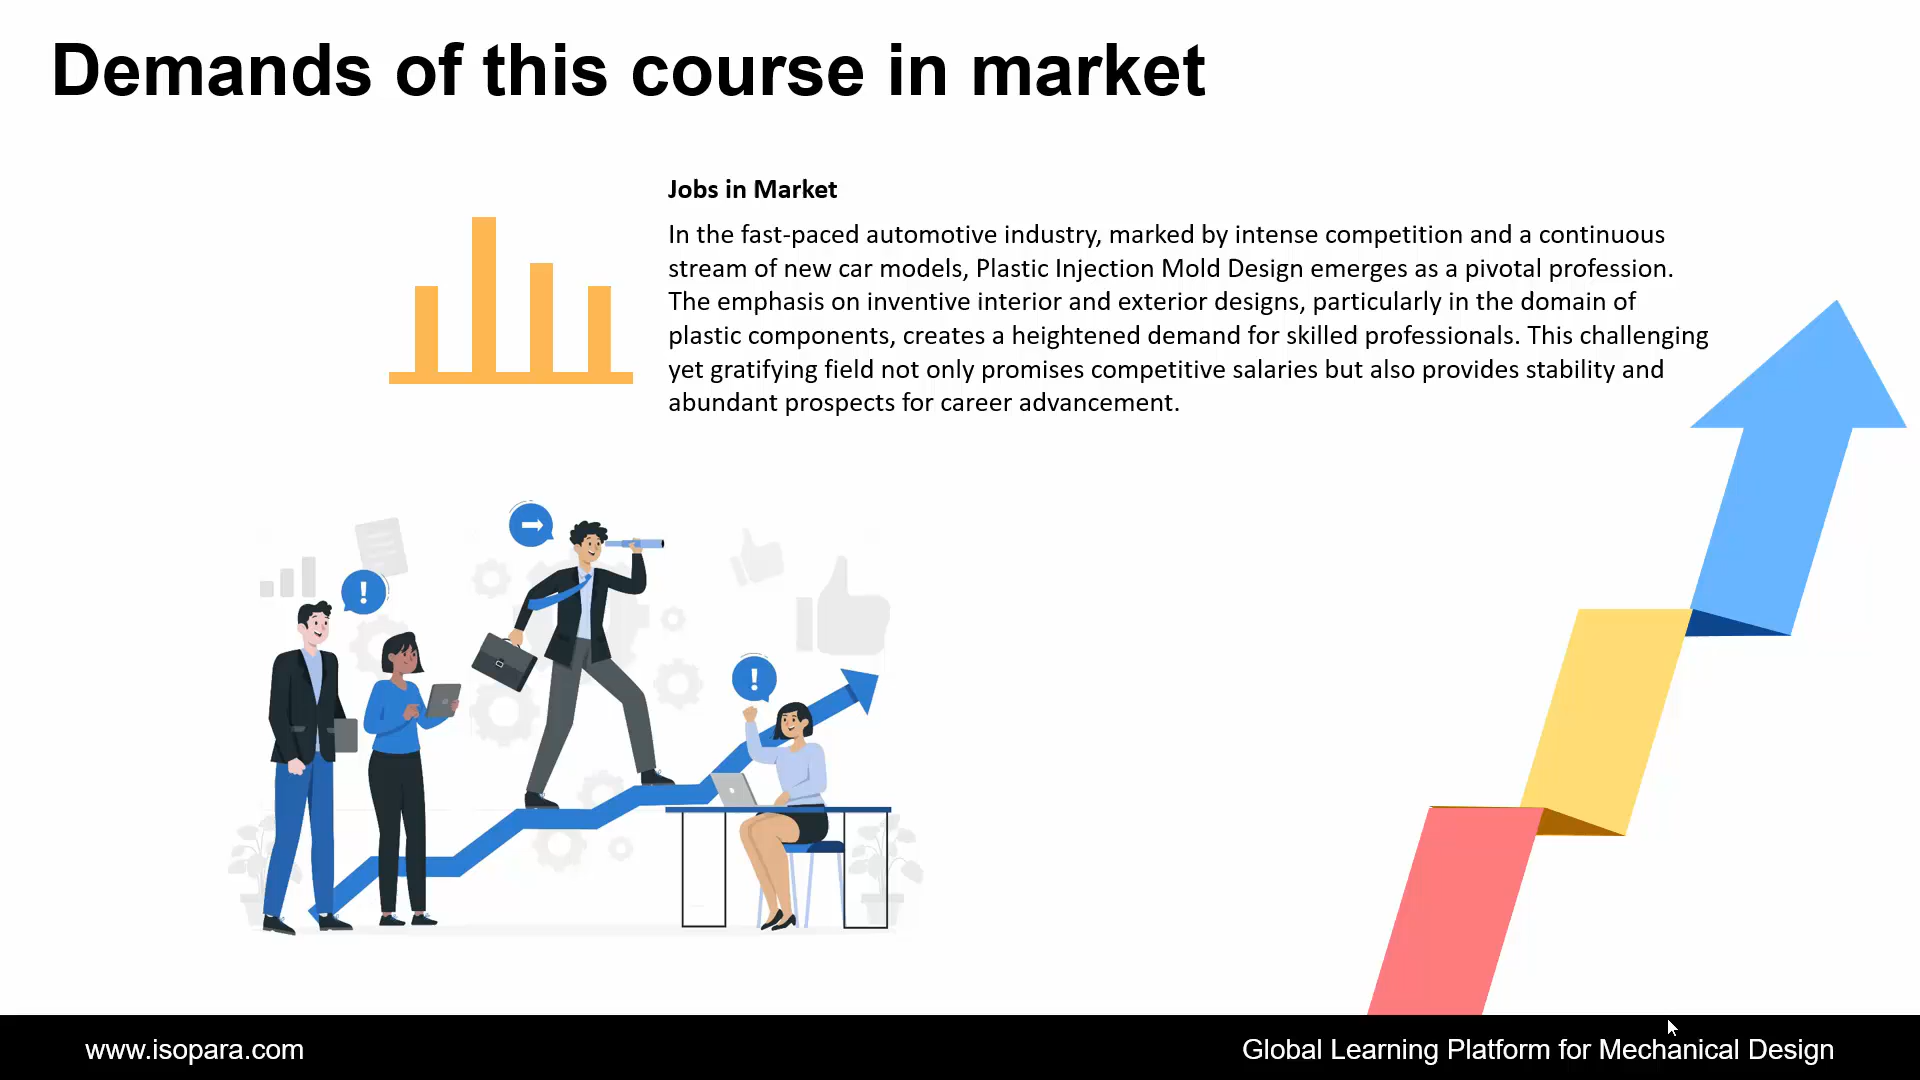 Demands of this course in market
Jobs in Market
In the fast-paced automotive industry, marked by intense competition and a continuous
stream of new car models, Plastic Injection Mold Design emerges as a pivotal profession.
The emphasis on inventive interior and exterior designs, particularly in the domain of
plastic components, creates a heightened demand for skilled professionals. This challenging
yet gratifying field not only promises competitive salaries but also provides stability and
abundant prospects for career advancement.
!
!
www.isopara.com
Global Learning Platform for Mechanical Design